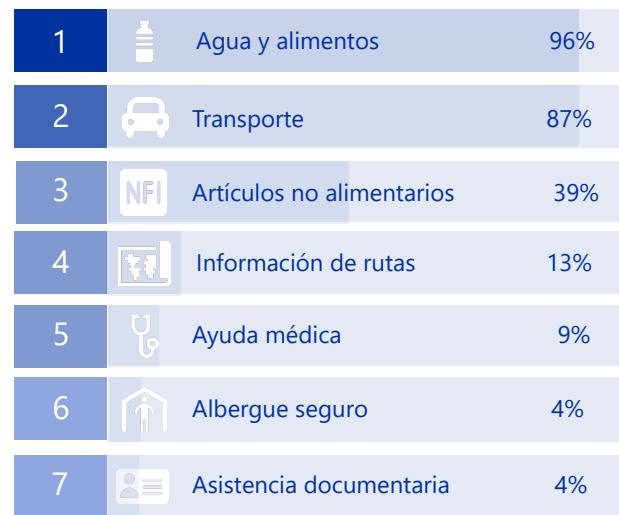 1 Agua y alimentos 96%
2 Transporte 87%
3 NFI Artículos no alimentarios 39%
4 Información de rutas 13%
5 Ayuda médica 9%
6 Albergue seguro 4%
7 Asistencia documentaria 4%